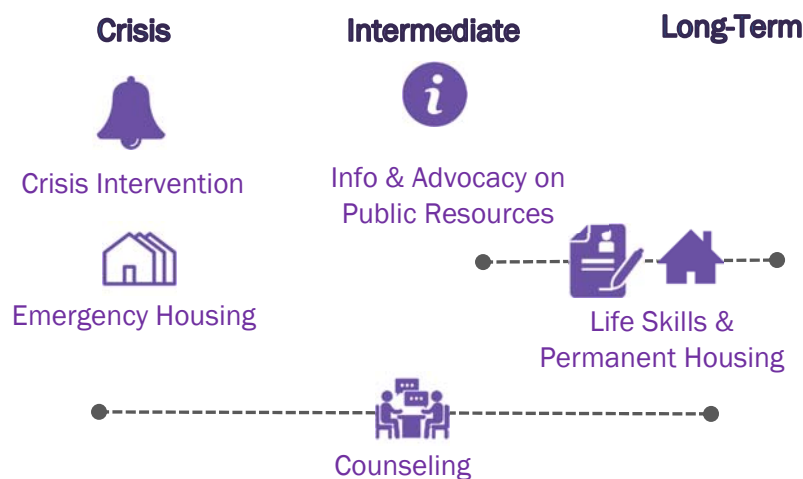 Crisis
Intermediate
Long-Term
Crisis Intervention
Info & Advocacy on
Public Resources
Emergency Housing
Life Skills &
Permanent Housing
Counseling